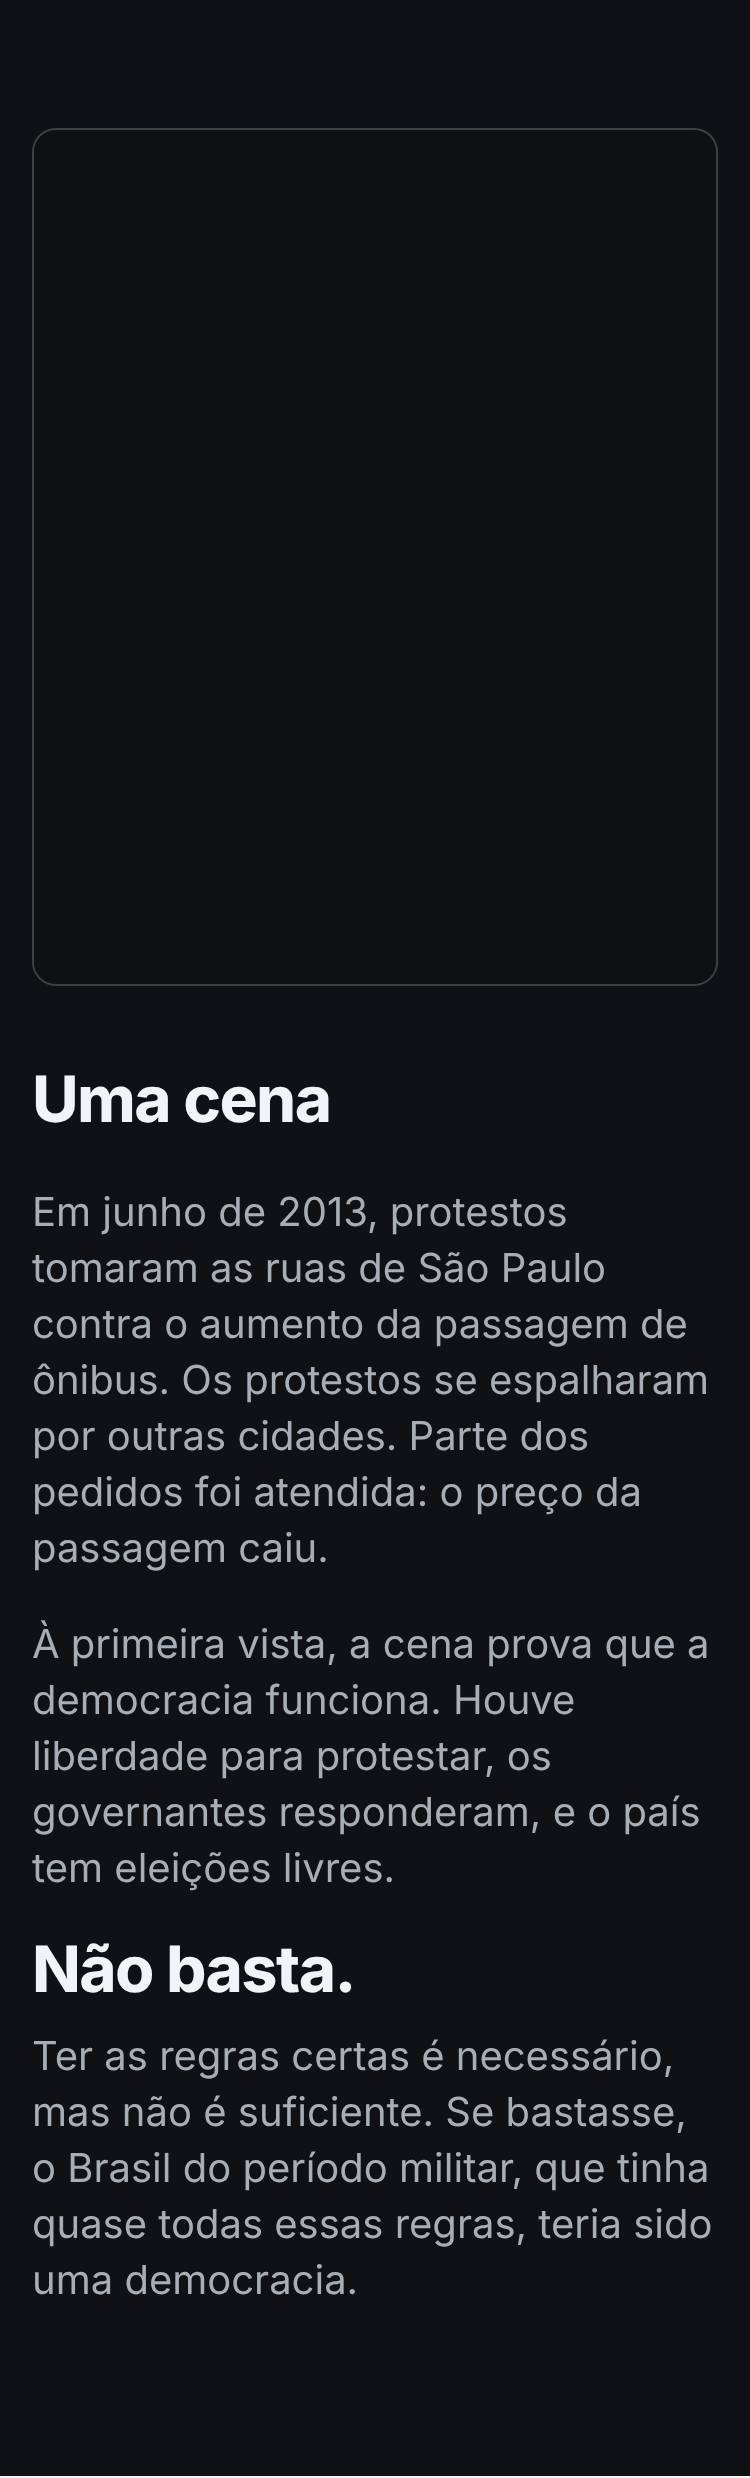 Uma cena
Em junho de 2013, protestos
tomaram as ruas de São Paulo
contra o aumento da passagem de
ônibus. Os protestos se espalharam
por outras cidades. Parte dos
pedidos foi atendida: o preço da
passagem caiu.
À primeira vista, a cena prova que a
democracia funciona. Houve
liberdade para protestar, os
governantes responderam, e o país
tem eleições livres.
Não basta.
Ter as regras certas é necessário,
mas não é suficiente. Se bastasse,
o Brasil do período militar, que tinha
quase todas essas regras, teria sido
uma democracia.